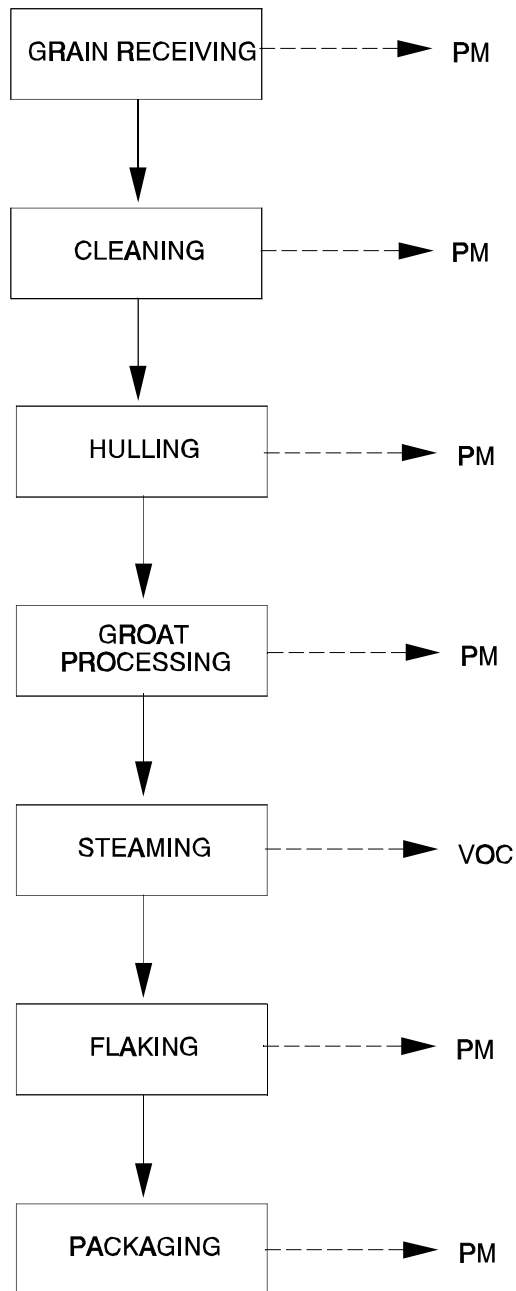 GRAIN RECEIVING
PM
CLEANING
PM
HULLING
PM
GROAT
PROCESSING
PM
STEAMING
VOC
FLAKING
PM
PACKAGING
PM